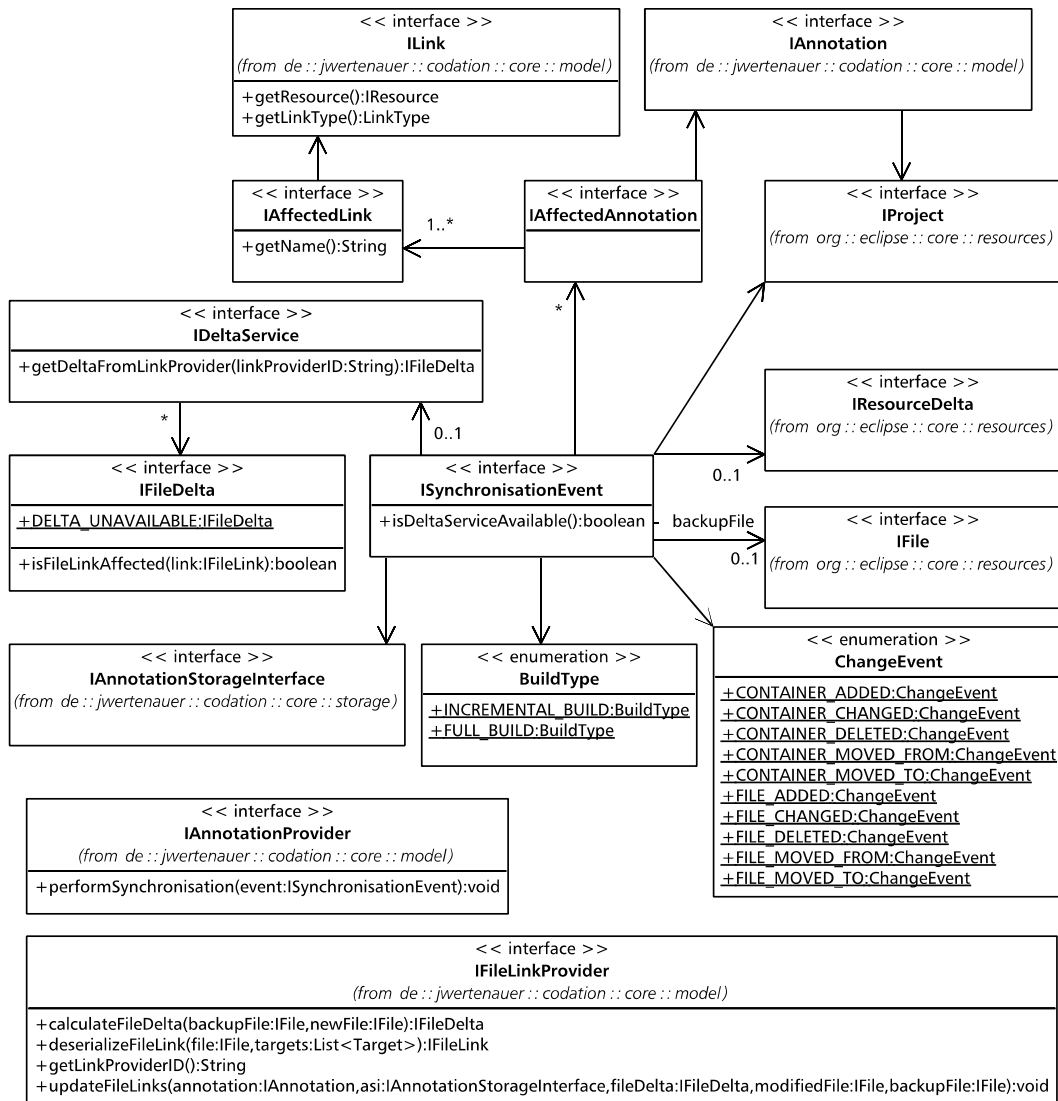 << interface >>
ILink
(from de :: jwertenauer :: codation :: core :: model)
+getResource():IResource
+getLinkType():LinkType
<< interface >>
IAnnotation
(from de :: jwertenauer :: codation :: core :: model)
<< interface >>
IAffectedLink
+getName():String
1..*
<< interface >>
IAffectedAnnotation
*
<< interface >>
IProject
(from org :: eclipse :: core :: resources)
<< interface >>
IDeltaService
+getDeltaFromLinkProvider(linkProviderID:String):IFileDelta
*
0..1
<< interface >>
IResourceDelta
(from org :: eclipse :: core :: resources)
0..1
<< interface >>
IFileDelta
+DELTA_UNAVAILABLE:IFileDelta
+isFileLinkAffected(link:IFileLink):boolean
<< interface >>
ISynchronisationEvent
+isDeltaServiceAvailable():boolean
- backupFile
0..1
<< interface >>
IFile
(from org :: eclipse :: core :: resources)
<< interface >>
IAnnotationStorageInterface
(from de :: jwertenauer :: codation :: core :: storage)
<< enumeration >>
BuildType
+INCREMENTAL_BUILD:BuildType
+FULL_BUILD:BuildType
<< enumeration >>
ChangeEvent
+CONTAINER_ADDED:ChangeEvent
+CONTAINER_CHANGED:ChangeEvent
+CONTAINER_DELETED:ChangeEvent
+CONTAINER_MOVED_FROM:ChangeEvent
+CONTAINER_MOVED_TO:ChangeEvent
+FILE_ADDED:ChangeEvent
+FILE_CHANGED:ChangeEvent
+FILE_DELETED:ChangeEvent
+FILE_MOVED_FROM:ChangeEvent
+FILE_MOVED_TO:ChangeEvent
<< interface >>
IAnnotationProvider
(from de :: jwertenauer :: codation :: core :: model)
+performSynchronisation(event:ISynchronisationEvent):void
<< interface >>
IFileLinkProvider
(from de :: jwertenauer :: codation :: core :: model)
+calculateFileDelta(backupFile:IFile,newFile:IFile):IFileDelta
+deserializeFileLink(file:IFile,targets:List<Target>):IFileLink
+getLinkProviderID():String
+updateFileLinks(annotation:IAnnotation,asi:IAnnotationStorageInterface,fileDelta:IFileDelta,modifiedFile:IFile,backupFile:IFile):void